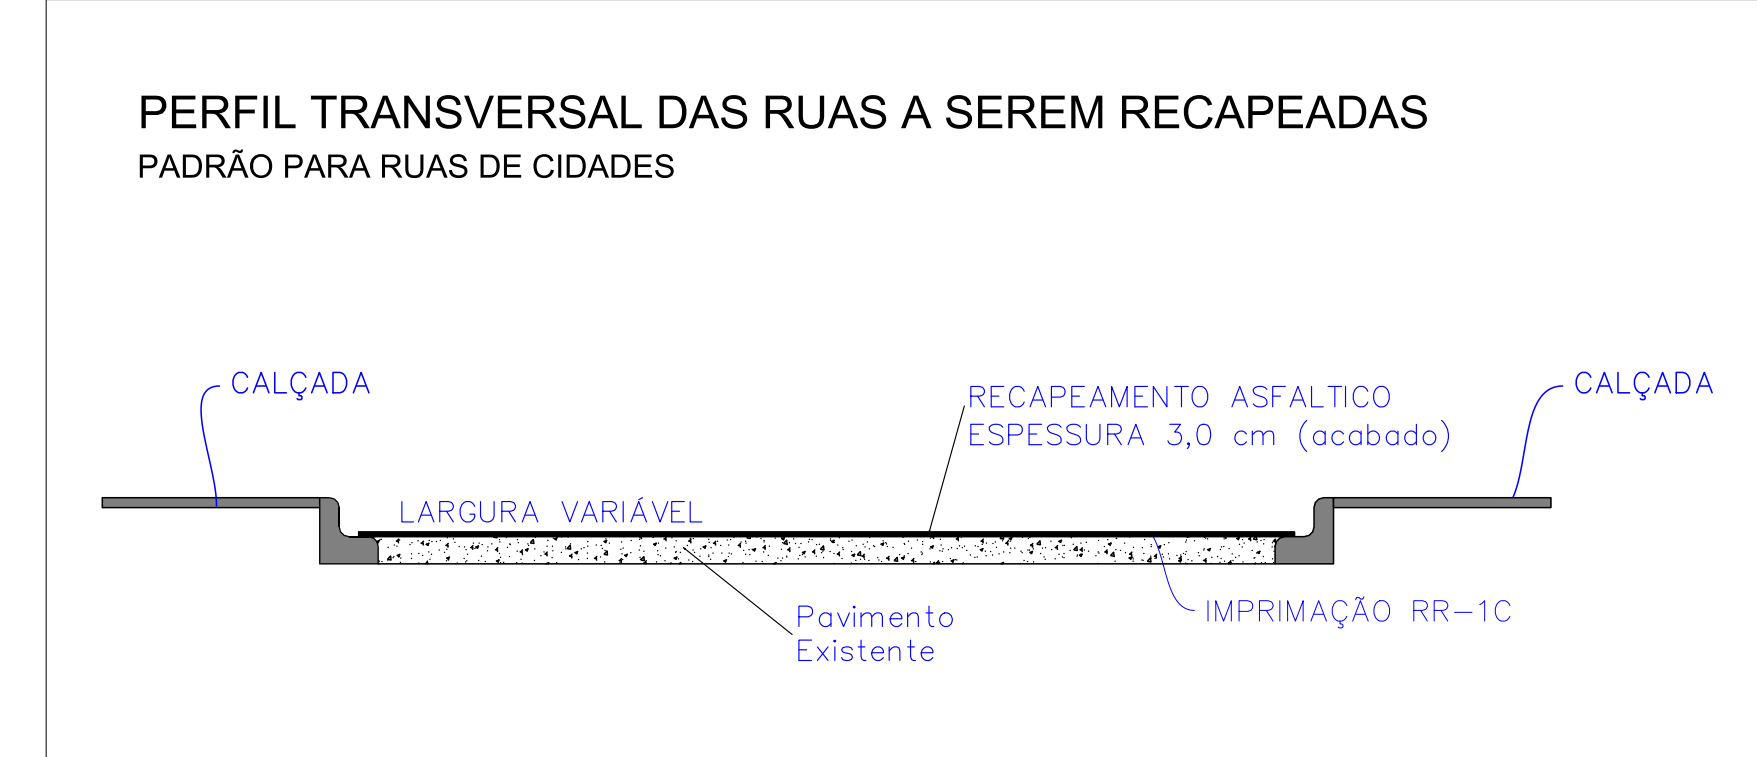 PERFIL TRANSVERSAL DAS RUAS A SEREM RECAPEADAS
PADRÃO PARA RUAS DE CIDADES
CALÇADA
RECAPEAMENTO ASFALTICO
ESPESSURA 3,0 cm (acabado)
CALÇADA
LARGURA VARIÁVEL
Pavimento
Existente
IMPRIMAÇÃO RR-1C